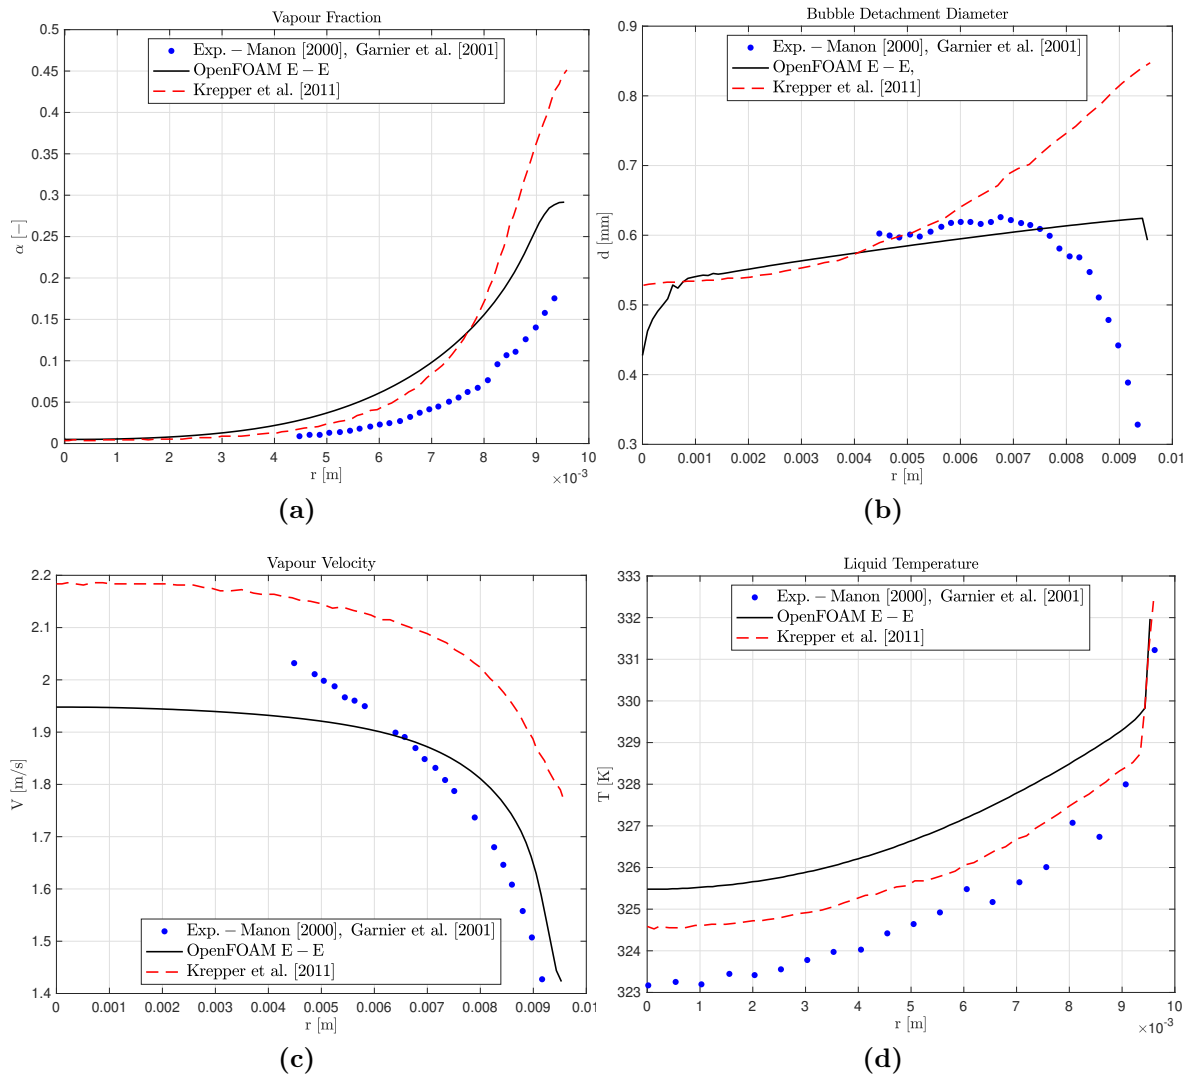 Vapour Fraction
0.5
0.45
0.4
0.35
0.3
0.25
0.2
0.15
0.1
0.05
0
α [−]
Exp. − Manon [2000], Garnier et al. [2001]
OpenFOAM E − E
Krepper et al. [2011]
0 1 2 3 4 5 6 7 8 9 10
r [m]
×10-3
(a)
Bubble Detachment Diameter
0.9
0.8
0.7
0.6
0.5
0.4
0.3
d [mm]
Exp. − Manon [2000], Garnier et al. [2001]
OpenFOAM E − E,
Krepper et al. [2011]
0 0.001 0.002 0.003 0.004 0.005 0.006 0.007 0.008 0.009 0.01
r [m]
(b)
Vapour Velocity
2.2
2.1
2
1.9
1.8
1.7
1.6
1.5
1.4
V [m/s]
Exp. − Manon [2000], Garnier et al. [2001]
OpenFOAM E − E
Krepper et al. [2011]
0 0.001 0.002 0.003 0.004 0.005 0.006 0.007 0.008 0.009 0.01
r [m]
(c)
Liquid Temperature
333
332
331
330
329
328
327
326
325
324
323
T [K]
Exp. − Manon [2000], Garnier et al. [2001]
OpenFOAM E − E
Krepper et al. [2011]
0 1 2 3 4 5 6 7 8 9 10
r [m]
×10-3
(d)